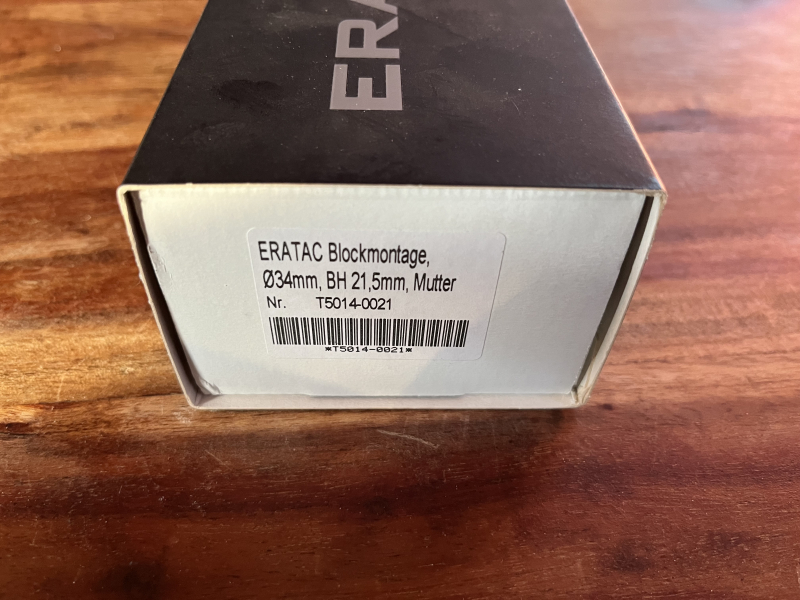 ERA
ERATAC Blockmontage,
Ø34mm, BH 21,5mm, Mutter
Nr. T5014-0021
*T5014-0021*